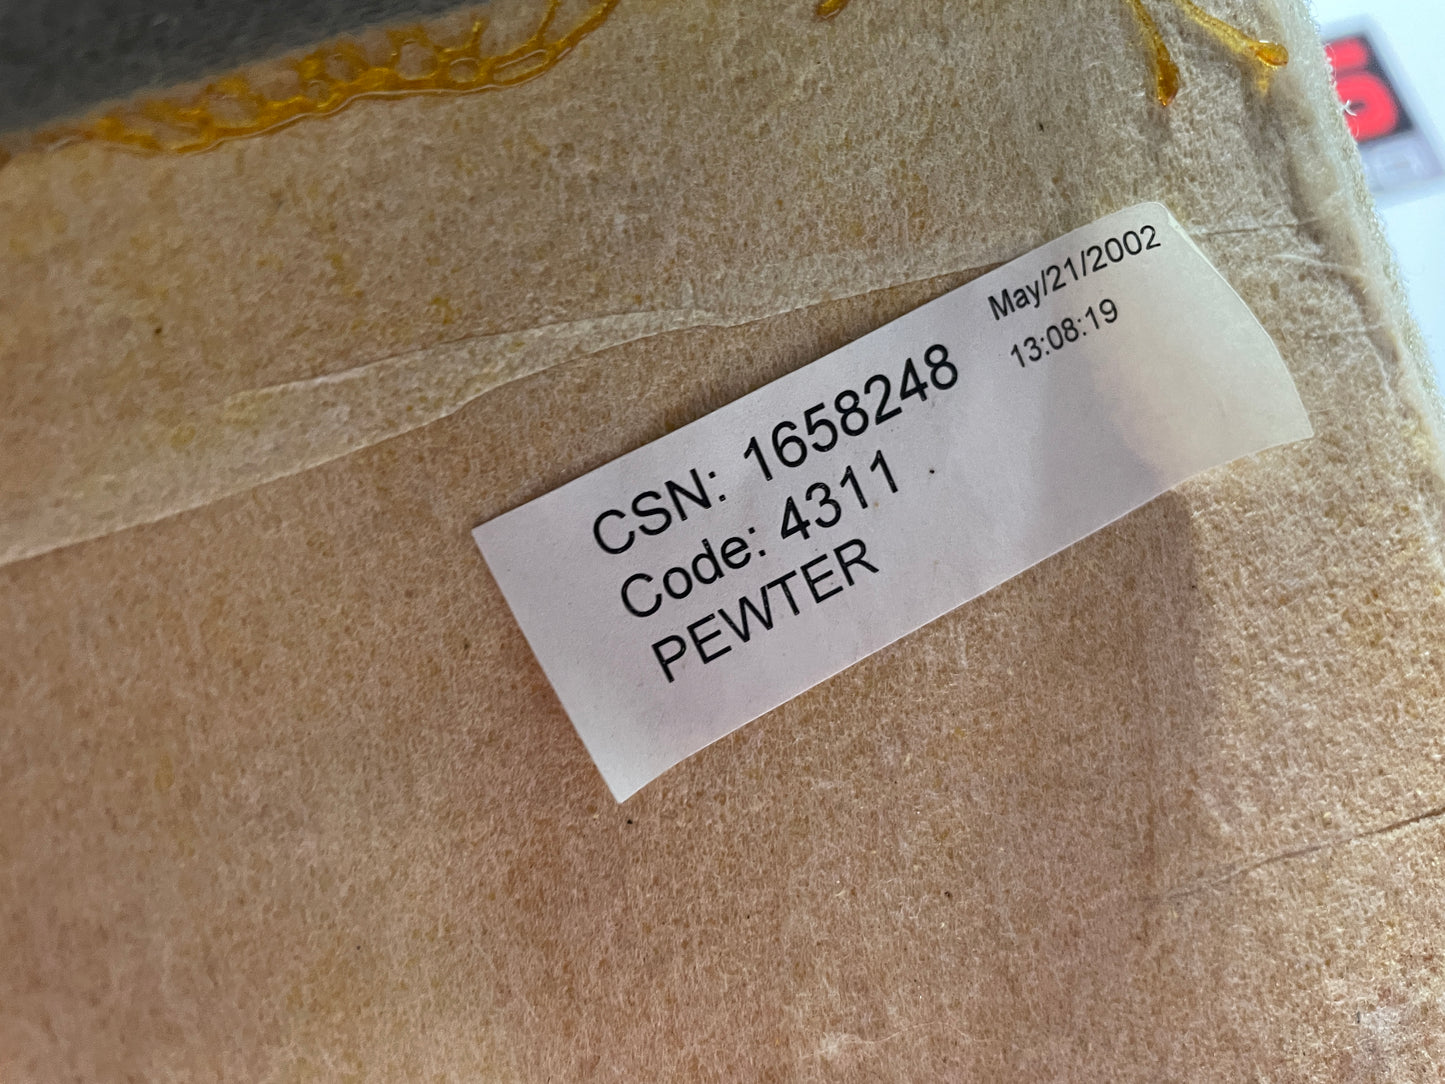 May/21/2002
13:08:19
CSN: 1658248
Code: 4311
PEWTER